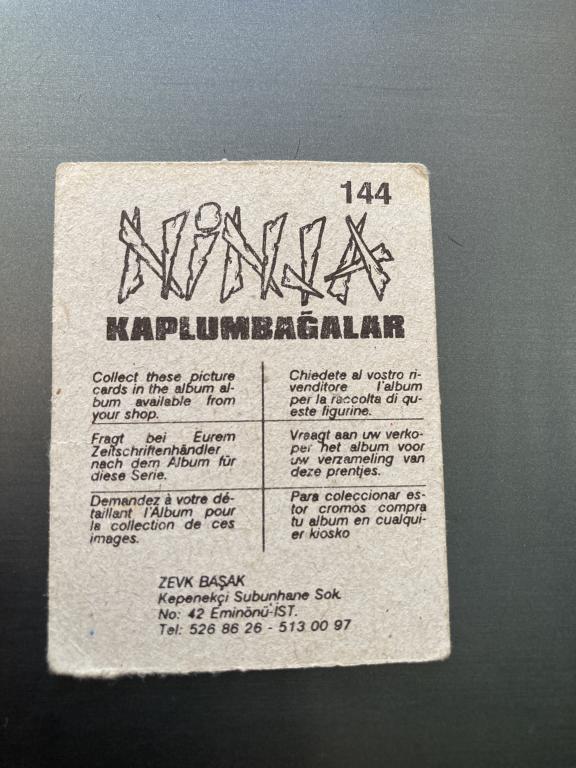 144
NiNJA
KAPLUMBAĞALAR
Collect these picture
cards in the album al-
bum available from
your shop.
Chiedete al vostro ri-
venditore l'album
per la raccolta di qu-
este figurine.
Fragt bei Eurem
Zeitschriftenhändler
nach dem Album für
diese Serie.
Vraagt aan uw verko-
per het album voor
uw verzameling van
deze prentjes.
Demandez à votre dé-
taillant l'Album pour
la collection de ces
images.
Para coleccionar es-
tor cromos compra
tu album en cualqui-
er kiosko
ZEVK BAŞAK
Kepenekçi Subunhane Sok.
No: 42 Eminönü-İST.
Tel: 526 86 26 - 513 00 97